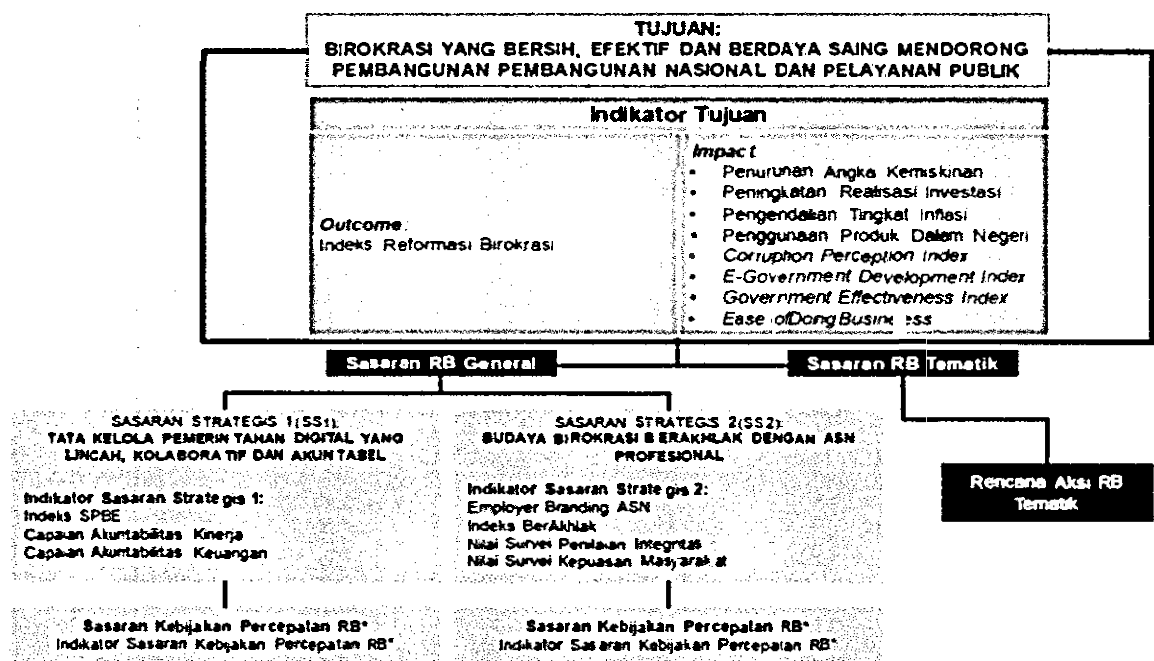 TUJUAN:
BIROKRASI YANG BERSIH, EFEKTIF DAN BERDAYA SAING MENDORONG
PEMBANGUNAN PEMBANGUNAN NASIONAL DAN PELAYANAN PUBLIK
Indikator Tujuan
Outcome:
Indeks Reformasi Birokrasi
Impact
• Penurunan Angka Kemiskinan
• Peningkatan Realisasi Investasi
• Pengendalian Tingkat Inflasi
• Penggunaan Produk Dalam Negeri
• Corruption Perception Index
• E-Government Development Index
• Government Effectiveness Index
• Ease of Doing Business
Sasaran RB General
Sasaran RB Tematik
SASARAN STRATEGIS 1(SS1):
TATA KELOLA PEMERINTAHAN DIGITAL YANG
LINCAH, KOLABORATIF DAN AKUNTABEL
Indikator Sasaran Strategis 1:
Indeks SPBE
Capaian Akuntabilitas Kinerja
Capaian Akuntabilitas Keuangan
SASARAN STRATEGIS 2(SS2):
BUDAYA BIROKRASI BERAKHLAK DENGAN ASN
PROFESIONAL
Indikator Sasaran Strategis 2:
Employer Branding ASN
Indeks BerAkhlak
Nilai Survei Penilaian Integritas
Nilai Survei Kepuasan Masyarakat
Rencana Aksi RB
Tematik
Sasaran Kebijakan Percepatan RB*
Indikator Sasaran Kebijakan Percepatan RB*
Sasaran Kebijakan Percepatan RB*
Indikator Sasaran Kebijakan Percepatan RB*